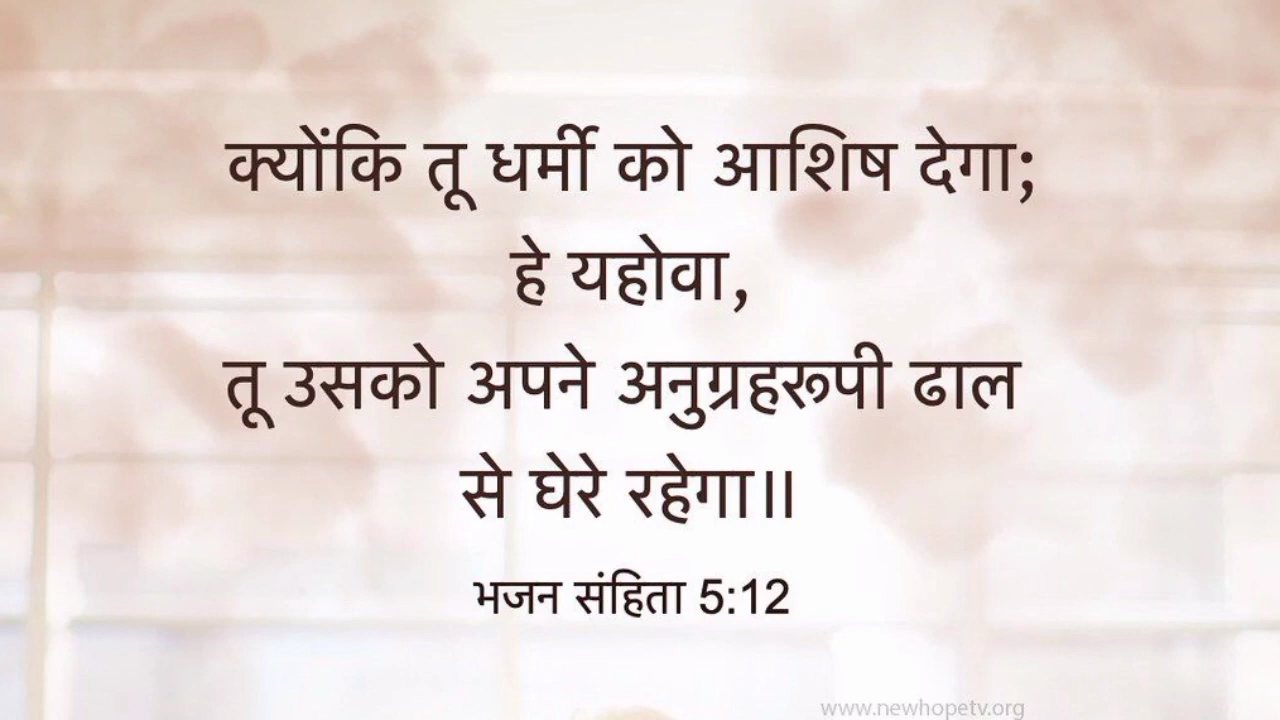 क्योंकि तू धर्मी को आशिष देगा;
हे यहोवा,
तू उसको अपने अनुग्रहरूपी ढाल
से घेरे रहेगा॥
भजन संहिता 5:12
www.newhopetv.org